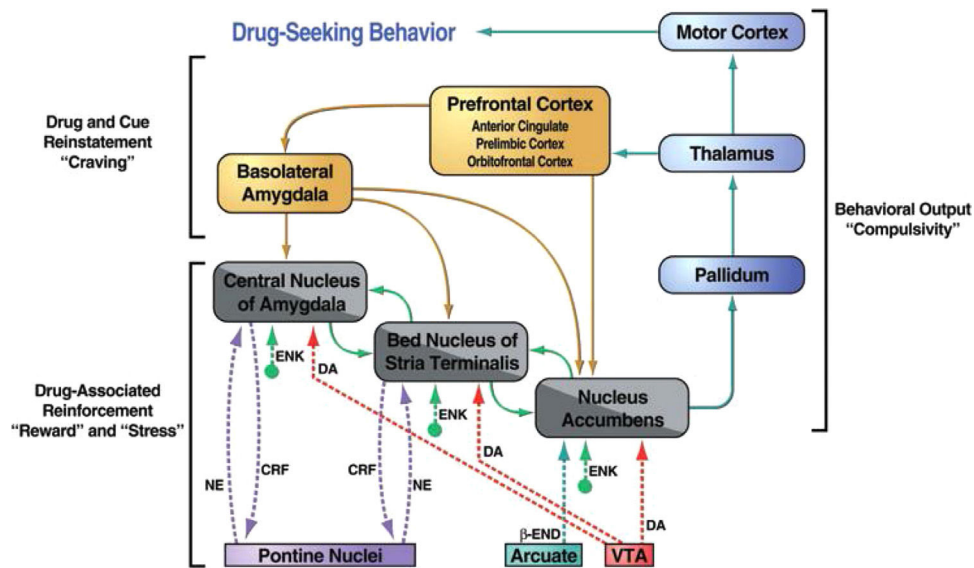 Drug-Seeking Behavior
Motor Cortex
Drug and Cue
Reinstatement
“Craving”
Prefrontal Cortex
Anterior Cingulate
Prelimbic Cortex
Orbitofrontal Cortex
Thalamus
Basolateral
Amygdala
Behavioral Output
“Compulsivity”
Central Nucleus
of Amygdala
Pallidum
Bed Nucleus of
Stria Terminalis
ENK
DA
Drug-Associated
Reinforcement
“Reward” and “Stress”
Nucleus
Accumbens
ENK
DA
NE
CRF
CRF
NE
ENK
DA
β-END
Pontine Nuclei
Arcuate
VTA